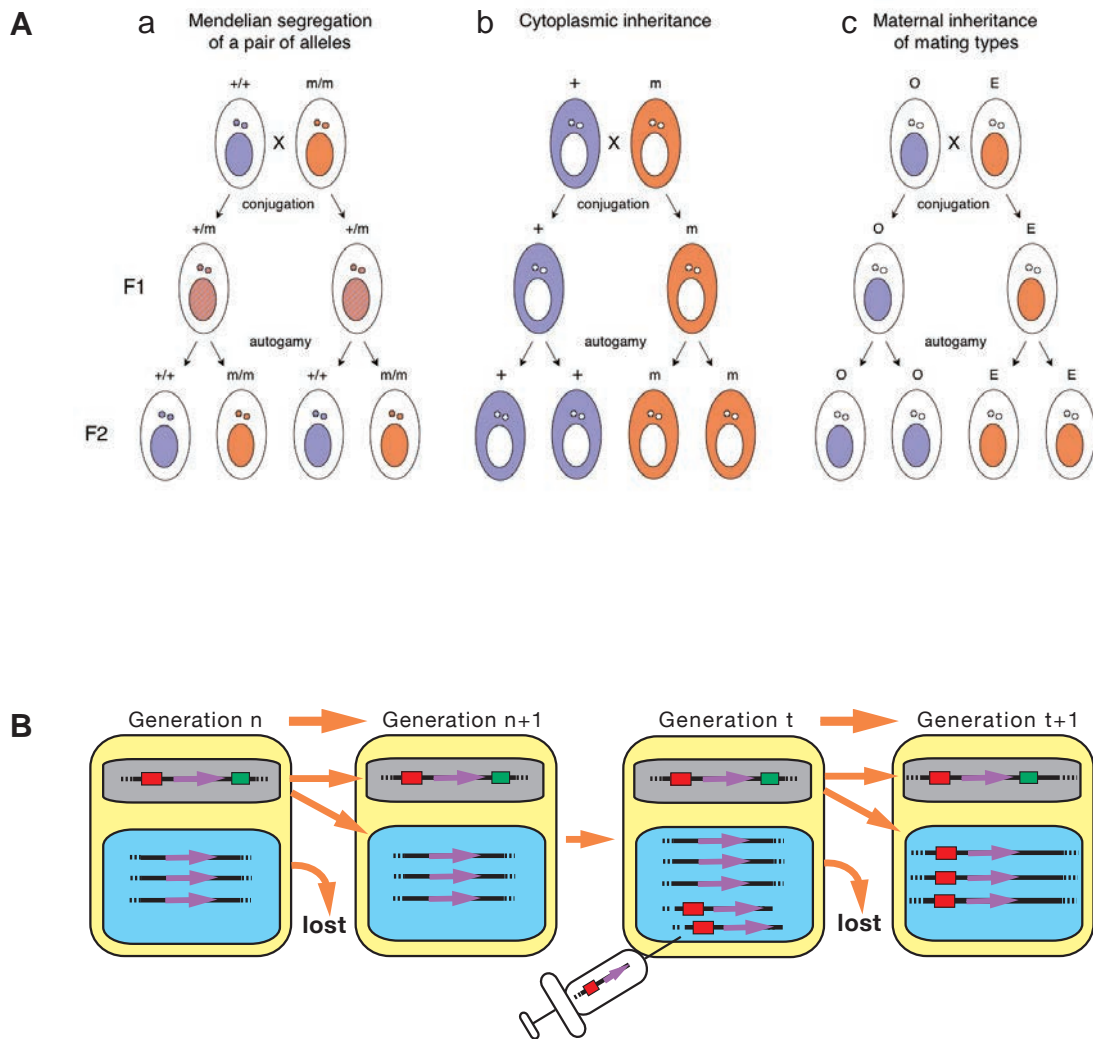 A
a
Mendelian segregation
of a pair of alleles
b
Cytoplasmic inheritance
c
Maternal inheritance
of mating types
+/+ m/m
+ m
O E
X
X
X
conjugation
conjugation
conjugation
F1
+/m +/m
+ m
O E
autogamy
autogamy
autogamy
F2
+/+ m/m +/+ m/m
+ + m m
O O E E
B
Generation n
Generation n+1
Generation t
Generation t+1
lost
lost